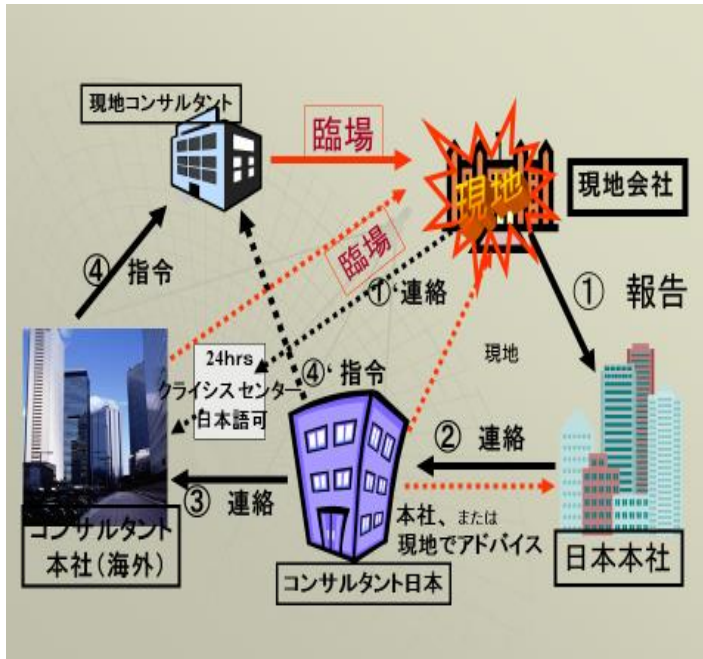 現地コンサルタント
臨場
現地
現地会社
臨場
④ 指令
①‘連絡
① 報告
24hrs
クライシスセンター
日本語可
④‘ 指令
現地
② 連絡
③ 連絡
本社、または
現地でアドバイス
コンサルタント
本社(海外)
コンサルタント日本
日本本社